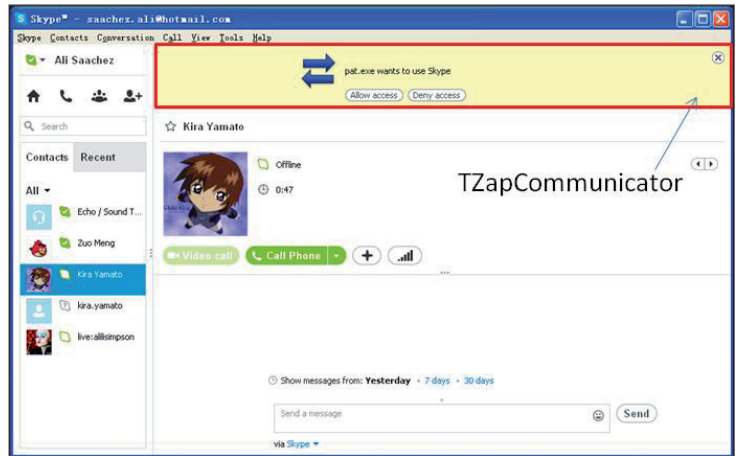 Skype™ - saachez.ali@hotmail.com
Skype Contacts Conversation Call View Tools Help
Ali Saachez
pat.exe wants to use Skype
Allow access Deny access
Search
Kira Yamato
Contacts Recent
Offline
TZapCommunicator
0:47
All
Echo / Sound T...
Zuo Meng
Video call Call Phone
Kira Yamato
kira.yamato
live:alilisimpson
Show messages from: Yesterday • 7 days • 30 days
Send a message
Send
via Skype